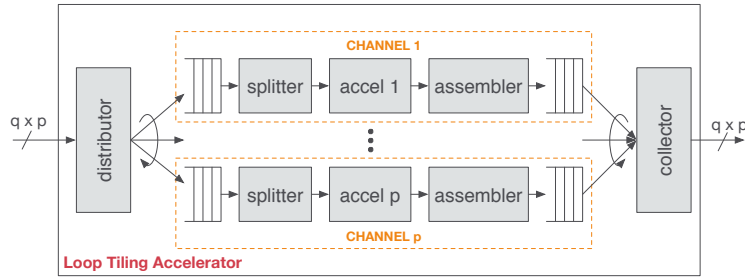 CHANNEL 1
splitter
accel 1
assembler
q x p
distributor
collector
q x p
splitter
accel p
assembler
CHANNEL p
Loop Tiling Accelerator